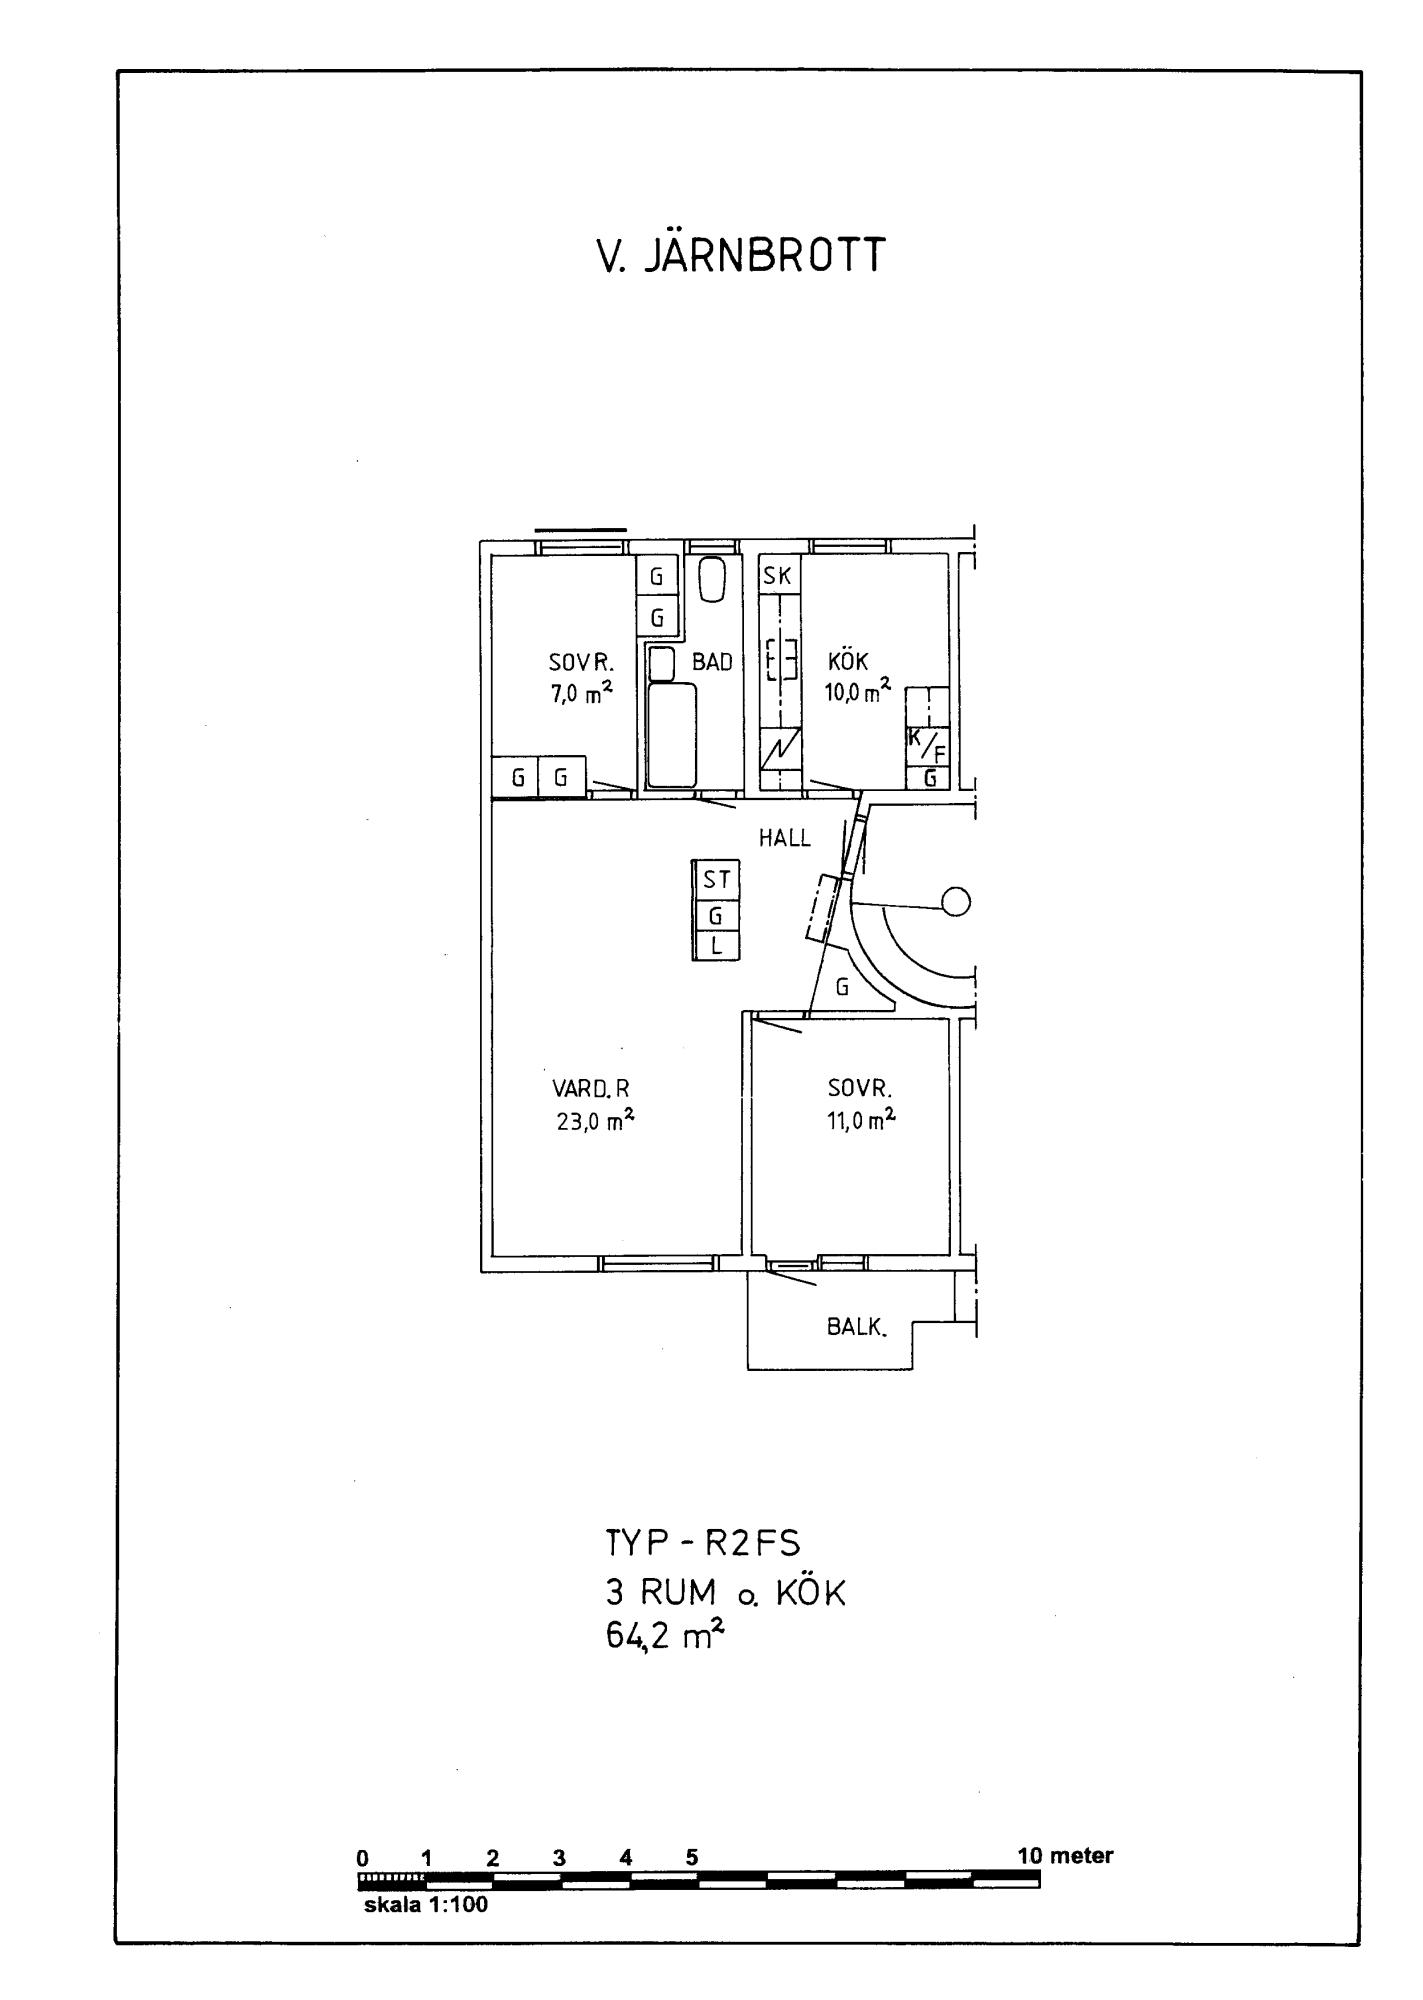 V. JÄRNBROTT
G
SK
G
SOVR.
BAD
KÖK
7,0 m²
10,0 m²
K/F
G G
G
HALL
ST
G
L
G
VARD.R
SOVR.
23,0 m²
11,0 m²
BALK.
TYP - R2FS
3 RUM o. KÖK
64,2 m²
0 1 2 3 4 5 10 meter
skala 1:100